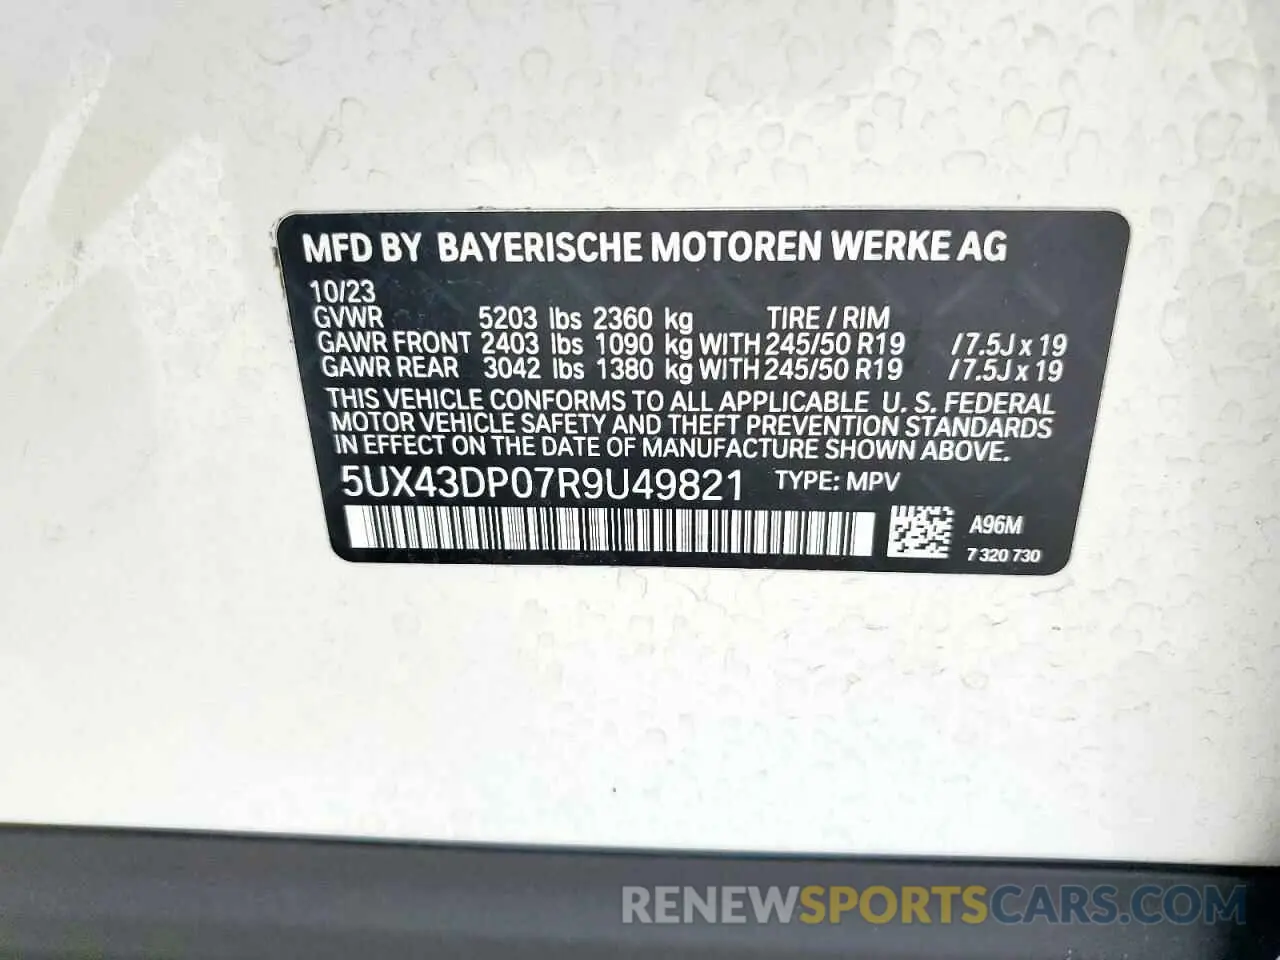 MFD BY BAYERISCHE MOTOREN WERKE AG
10/23
GVWR 5203 lbs 2360 kg TIRE / RIM
GAWR FRONT 2403 lbs 1090 kg WITH 245/50 R19 / 7.5J x 19
GAWR REAR 3042 lbs 1380 kg WITH 245/50 R19 / 7.5J x 19
THIS VEHICLE CONFORMS TO ALL APPLICABLE U. S. FEDERAL
MOTOR VEHICLE SAFETY AND THEFT PREVENTION STANDARDS
IN EFFECT ON THE DATE OF MANUFACTURE SHOWN ABOVE.
5UX43DP07R9U49821 TYPE: MPV
A96M
7 320 730
RENEWSPORTSCARS.COM